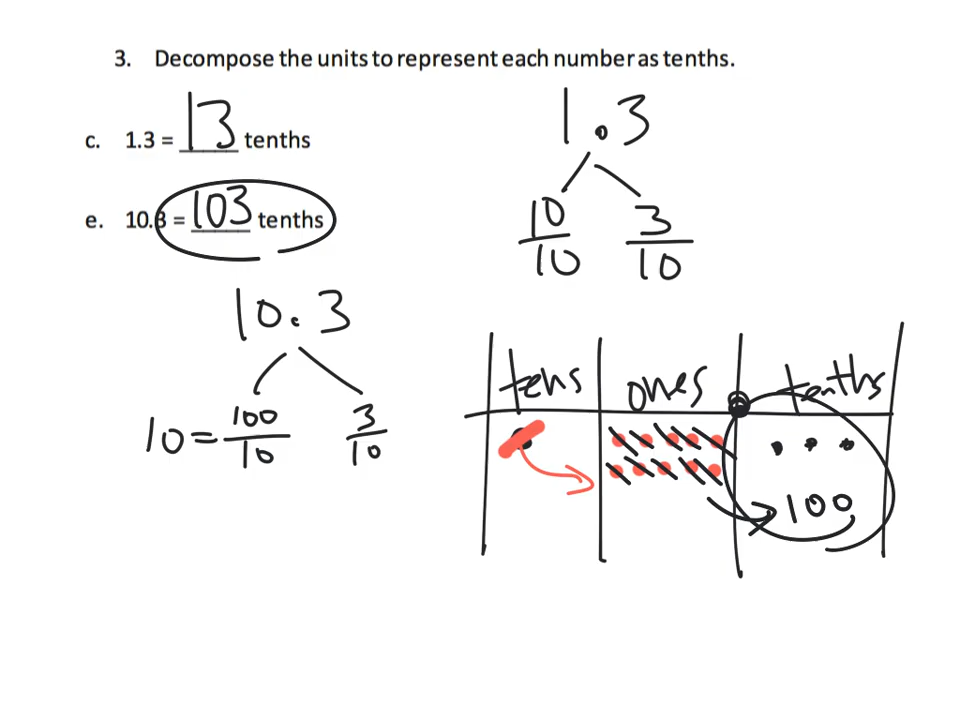 3. Decompose the units to represent each number as tenths.
1.3
c. 1.3 = 13 tenths
10/10 3/10
e. 10.3 = 103 tenths
10.3
10 = 100/10 3/10
tens ones tenths
100